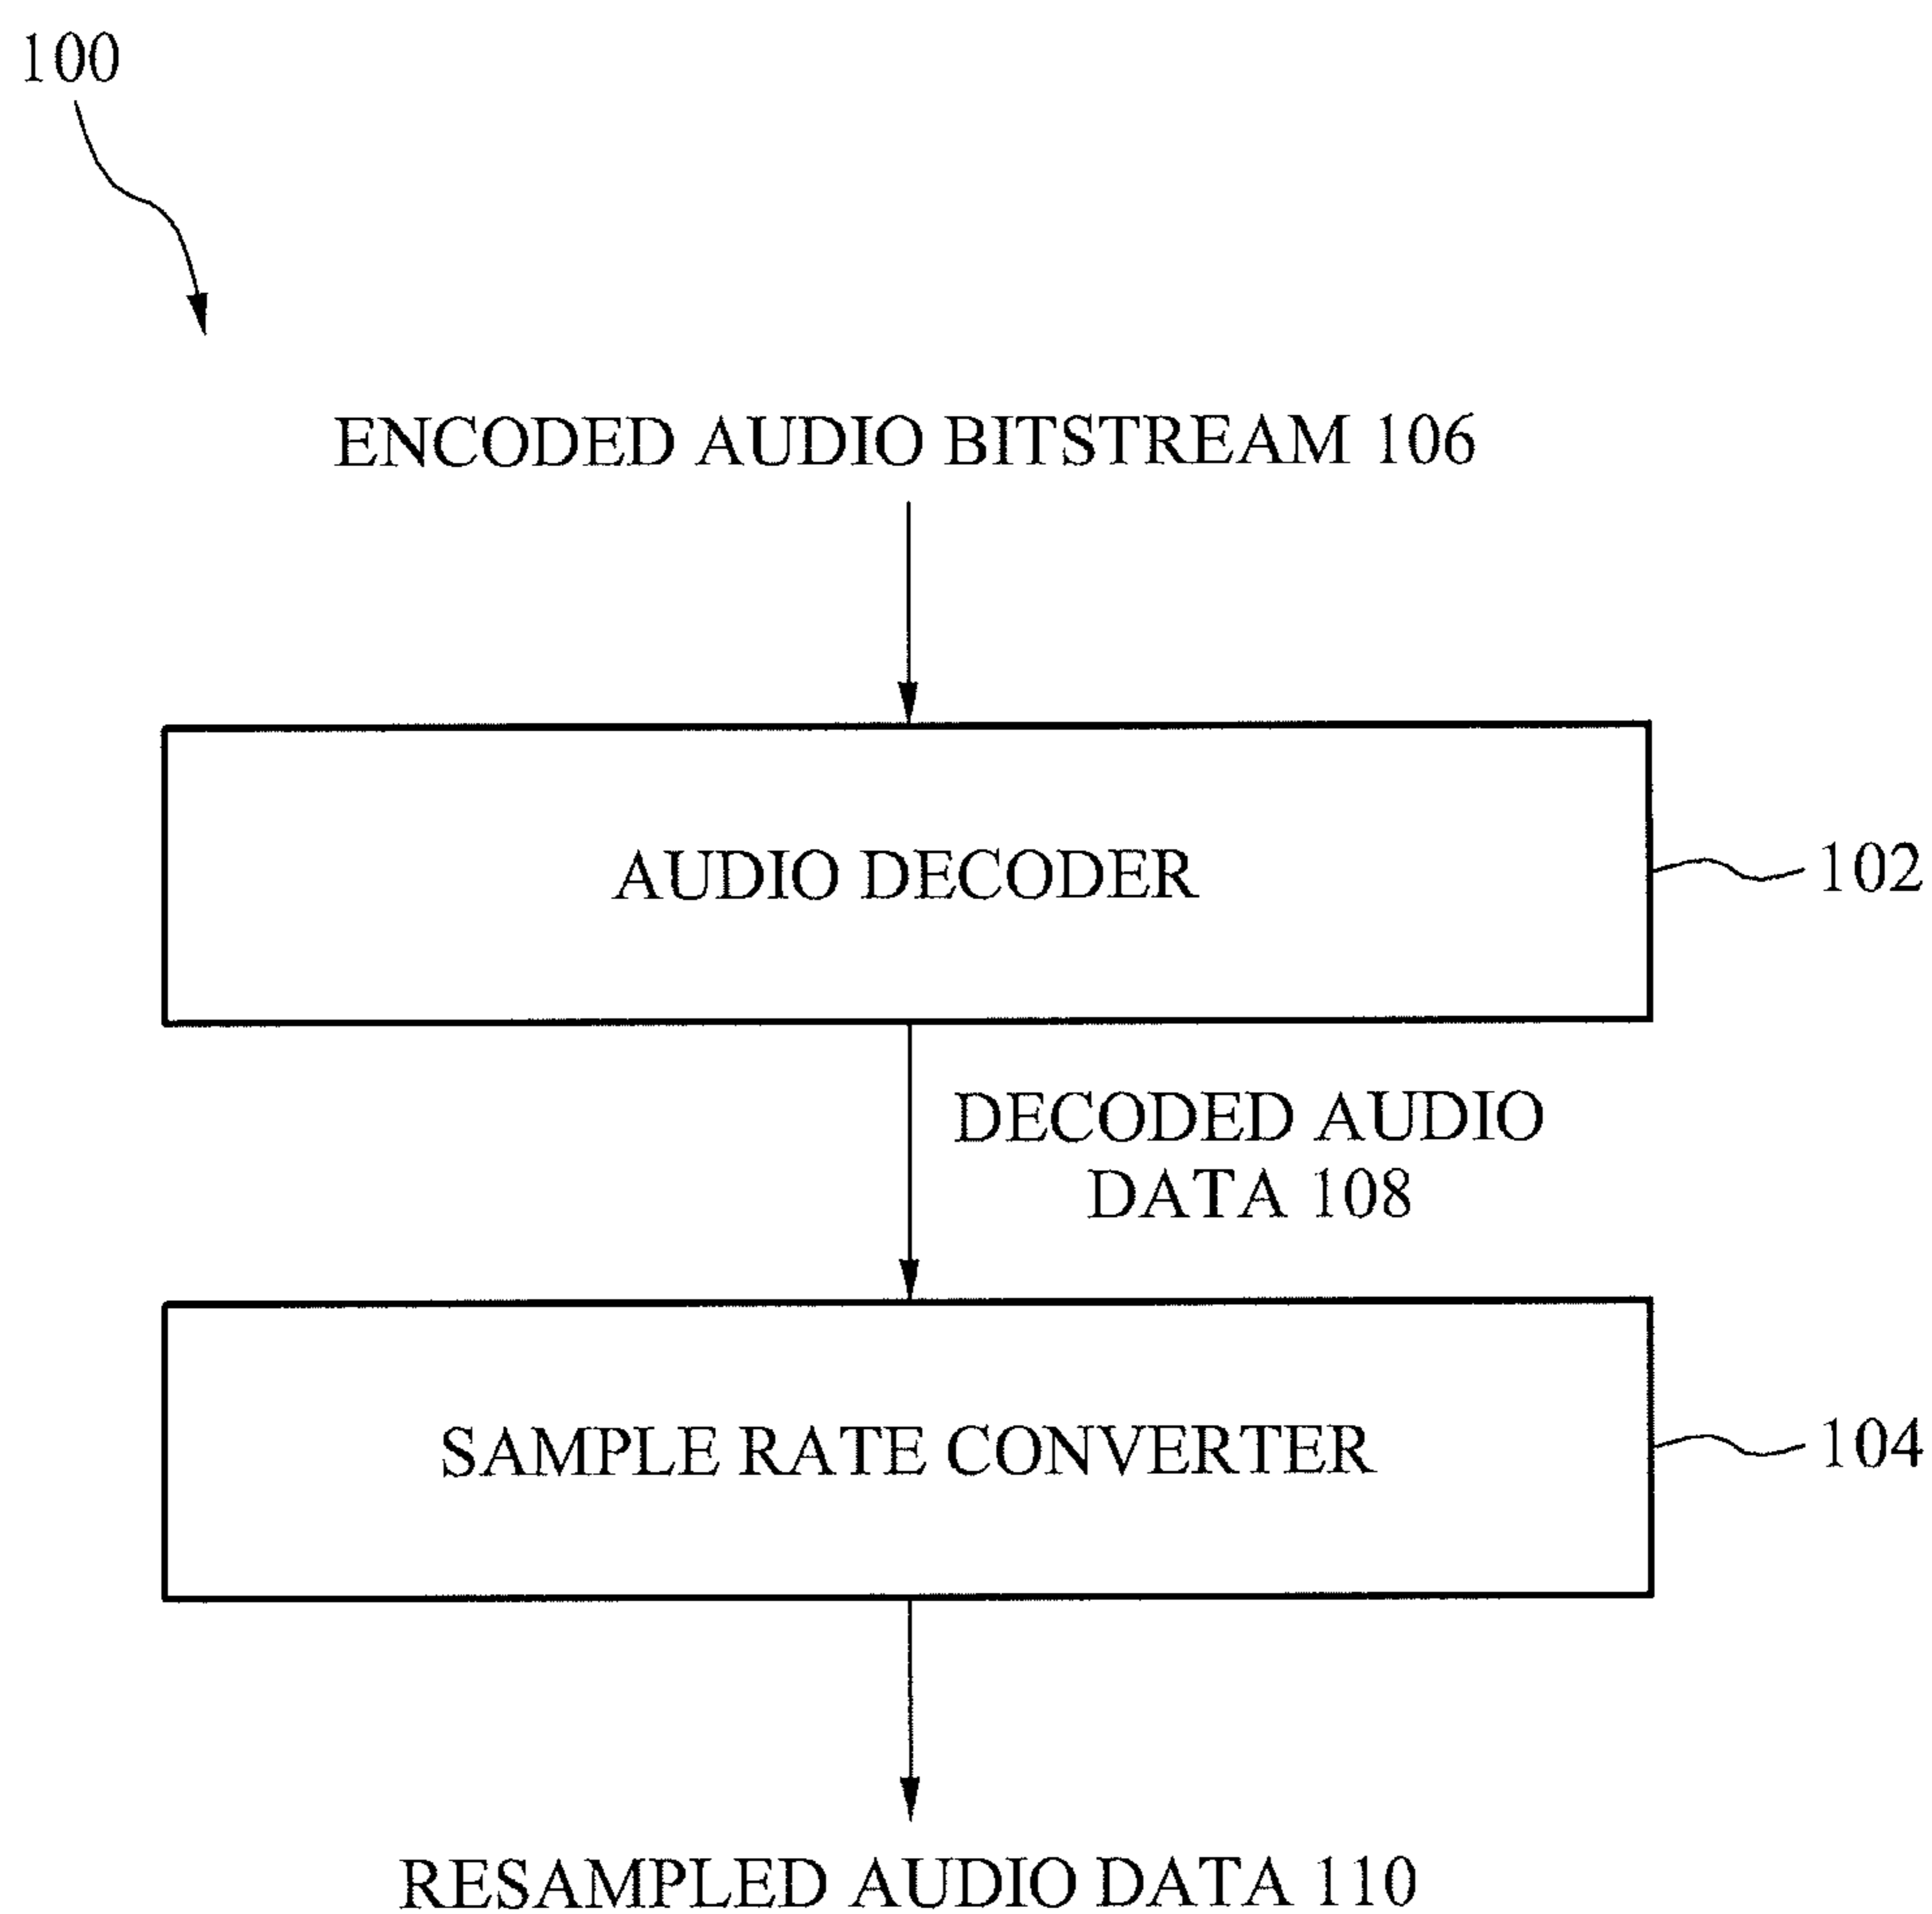 100
ENCODED AUDIO BITSTREAM 106
AUDIO DECODER
102
DECODED AUDIO
DATA 108
SAMPLE RATE CONVERTER
104
RESAMPLED AUDIO DATA 110